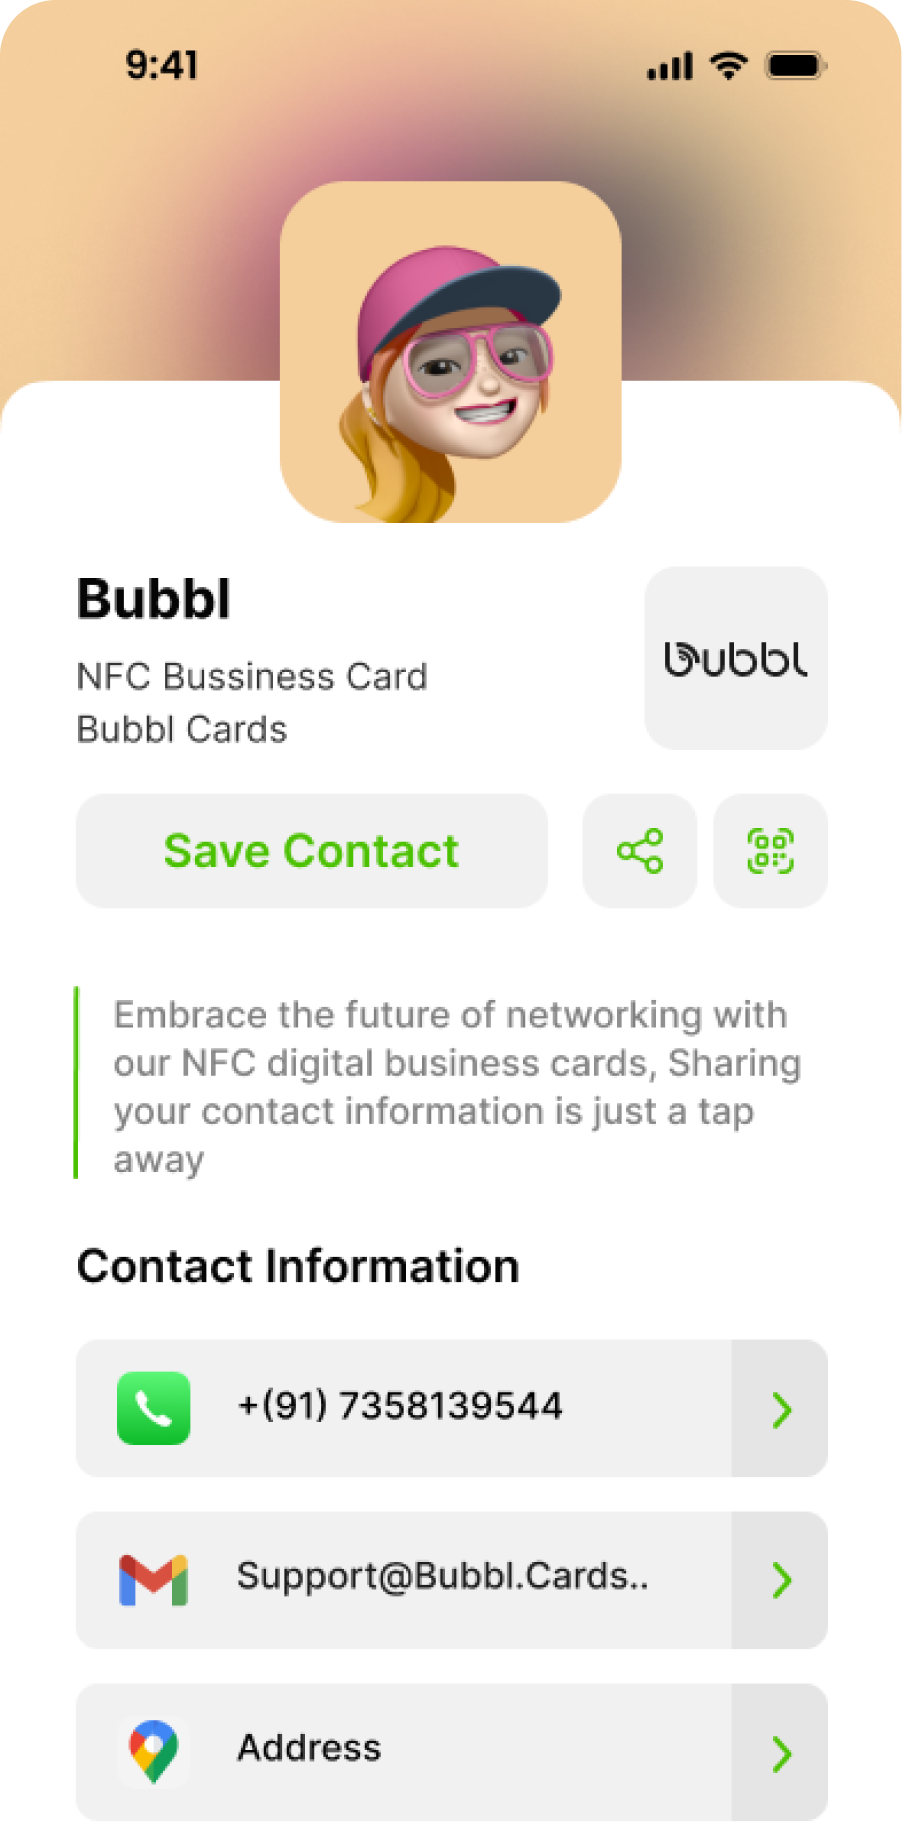 9:41
Bubbl
NFC Bussiness Card
Bubbl Cards
bubbl
Save Contact
Embrace the future of networking with
our NFC digital business cards, Sharing
your contact information is just a tap
away
Contact Information
+(91) 7358139544
Support@Bubbl.Cards..
Address